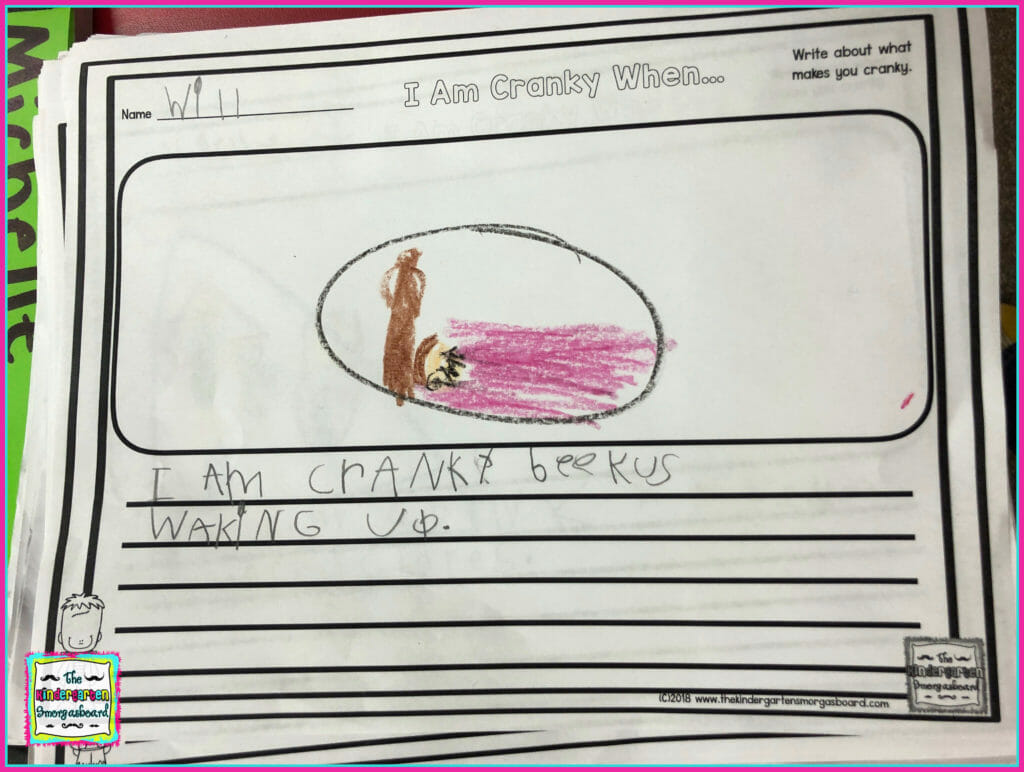 Michelle
Name Will
I Am Cranky When...
Write about what
makes you cranky.
I AM crANKY beekus
WAKiNG Up.
The
Kindergarten
Smorgasboard
(C)2018 www.thekindergartensmorgasboard.com
The
Kindergarten
Smorgasboard